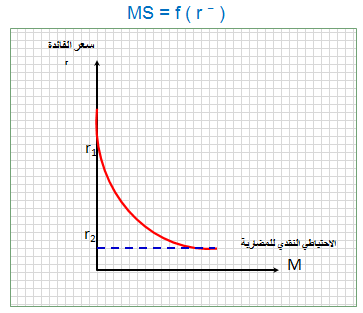 MS = f ( r ⁻ )
سعر الفائدة
r
r₁
r₂
الاحتياطي النقدي للمضاربة
M